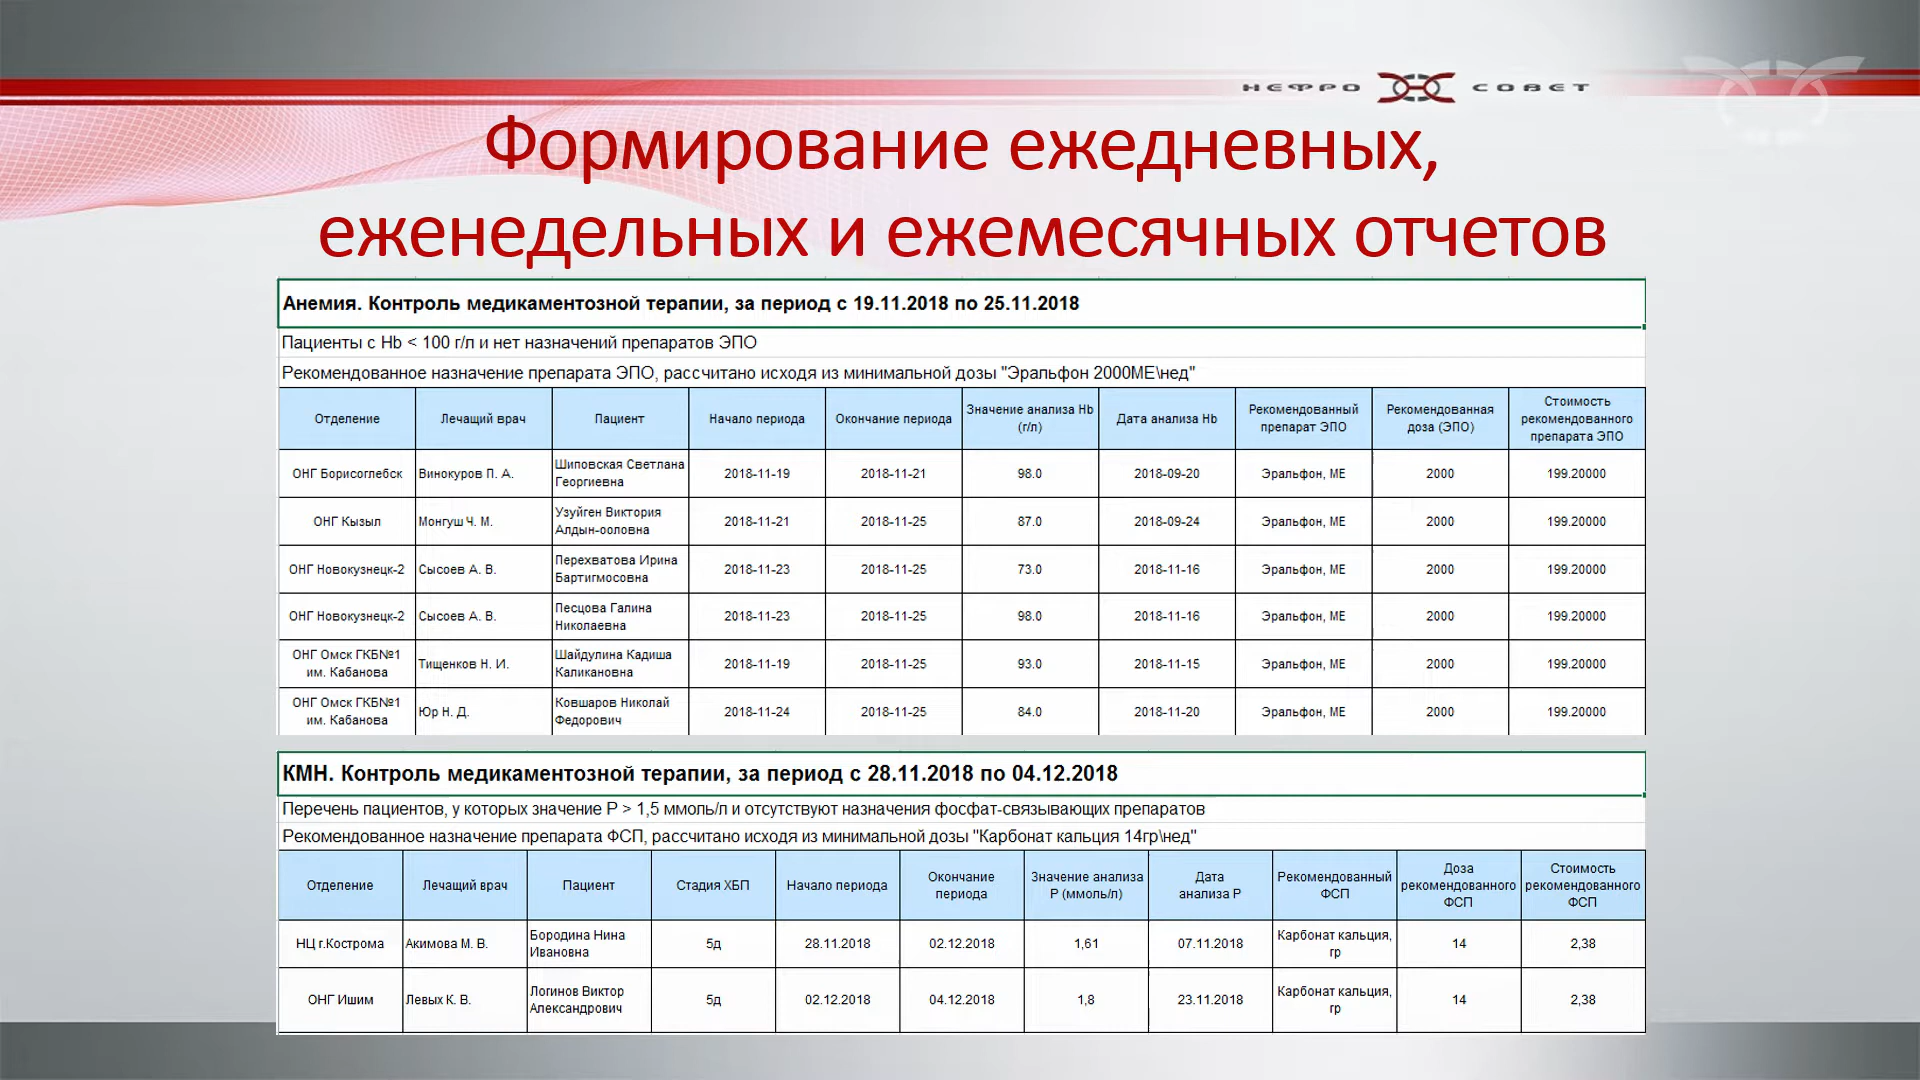 НЕФРО СОВЕТ
Формирование ежедневных,
еженедельных и ежемесячных отчетов
Анемия. Контроль медикаментозной терапии, за период с 19.11.2018 по 25.11.2018
Пациенты с Hb < 100 г/л и нет назначений препаратов ЭПО
Рекомендованное назначение препарата ЭПО, рассчитано исходя из минимальной дозы "Эральфон 2000МЕ\нед"
Отделение Лечащий врач Пациент Начало периода Окончание периода Значение анализа Hb (г/л) Дата анализа Hb Рекомендованный препарат ЭПО Рекомендованная доза (ЭПО) Стоимость рекомендованного препарата ЭПО
ОНГ Борисоглебск Винокуров П. А. Шиповская Светлана Георгиевна 2018-11-19 2018-11-21 98.0 2018-09-20 Эральфон, МЕ 2000 199.20000
ОНГ Кызыл Монгуш Ч. М. Узуйген Виктория Алдын-ооловна 2018-11-21 2018-11-25 87.0 2018-09-24 Эральфон, МЕ 2000 199.20000
ОНГ Новокузнецк-2 Сысоев А. В. Перехватова Ирина Бартигмосовна 2018-11-23 2018-11-25 73.0 2018-11-16 Эральфон, МЕ 2000 199.20000
ОНГ Новокузнецк-2 Сысоев А. В. Песцова Галина Николаевна 2018-11-23 2018-11-25 98.0 2018-11-16 Эральфон, МЕ 2000 199.20000
ОНГ Омск ГКБ№1 им. Кабанова Тищенков Н. И. Шайдулина Кадиша Каликановна 2018-11-19 2018-11-25 93.0 2018-11-15 Эральфон, МЕ 2000 199.20000
ОНГ Омск ГКБ№1 им. Кабанова Юр Н. Д. Ковшаров Николай Федорович 2018-11-24 2018-11-25 84.0 2018-11-20 Эральфон, МЕ 2000 199.20000
КМН. Контроль медикаментозной терапии, за период с 28.11.2018 по 04.12.2018
Перечень пациентов, у которых значение P > 1,5 ммоль/л и отсутствуют назначения фосфат-связывающих препаратов
Рекомендованное назначение препарата ФСП, рассчитано исходя из минимальной дозы "Карбонат кальция 14гр\нед"
Отделение Лечащий врач Пациент Стадия ХБП Начало периода Окончание периода Значение анализа P (ммоль/л) Дата анализа P Рекомендованный ФСП Доза рекомендованного ФСП Стоимость рекомендованного ФСП
НЦ г.Кострома Акимова М. В. Бородина Нина Ивановна 5д 28.11.2018 02.12.2018 1,61 07.11.2018 Карбонат кальция, гр 14 2,38
ОНГ Ишим Левых К. В. Логинов Виктор Александрович 5д 02.12.2018 04.12.2018 1,8 23.11.2018 Карбонат кальция, гр 14 2,38